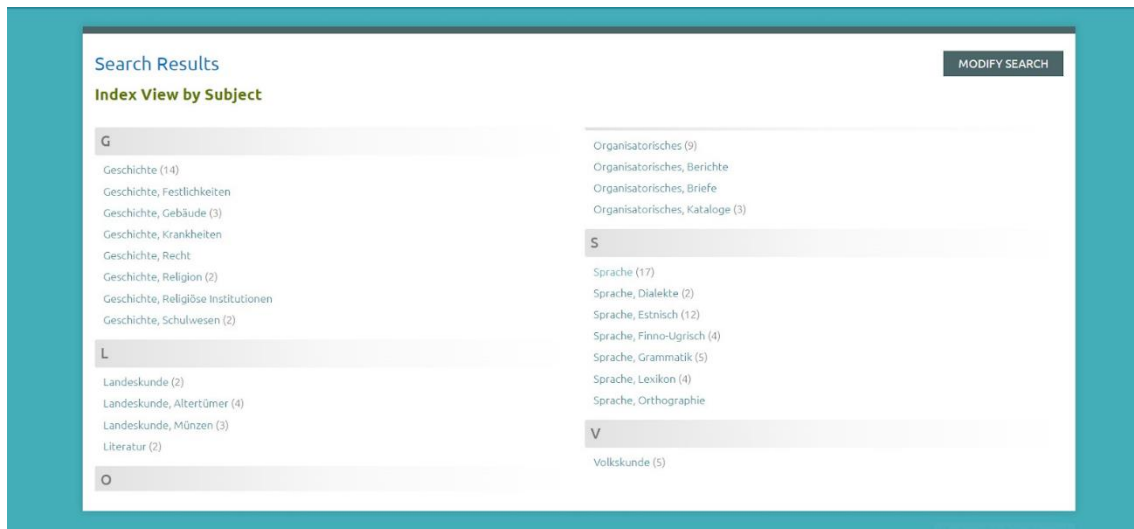 Search Results
MODIFY SEARCH
Index View by Subject
G
Geschichte (14)
Geschichte, Festlichkeiten
Geschichte, Gebäude (3)
Geschichte, Krankheiten
Geschichte, Recht
Geschichte, Religion (2)
Geschichte, Religiöse Institutionen
Geschichte, Schulwesen (2)
L
Landeskunde (2)
Landeskunde, Altertümer (4)
Landeskunde, Münzen (3)
Literatur (2)
O
Organisatorisches (9)
Organisatorisches, Berichte
Organisatorisches, Briefe
Organisatorisches, Kataloge (3)
S
Sprache (17)
Sprache, Dialekte (2)
Sprache, Estnisch (12)
Sprache, Finno-Ugrisch (4)
Sprache, Grammatik (5)
Sprache, Lexikon (4)
Sprache, Orthographie
V
Volkskunde (5)